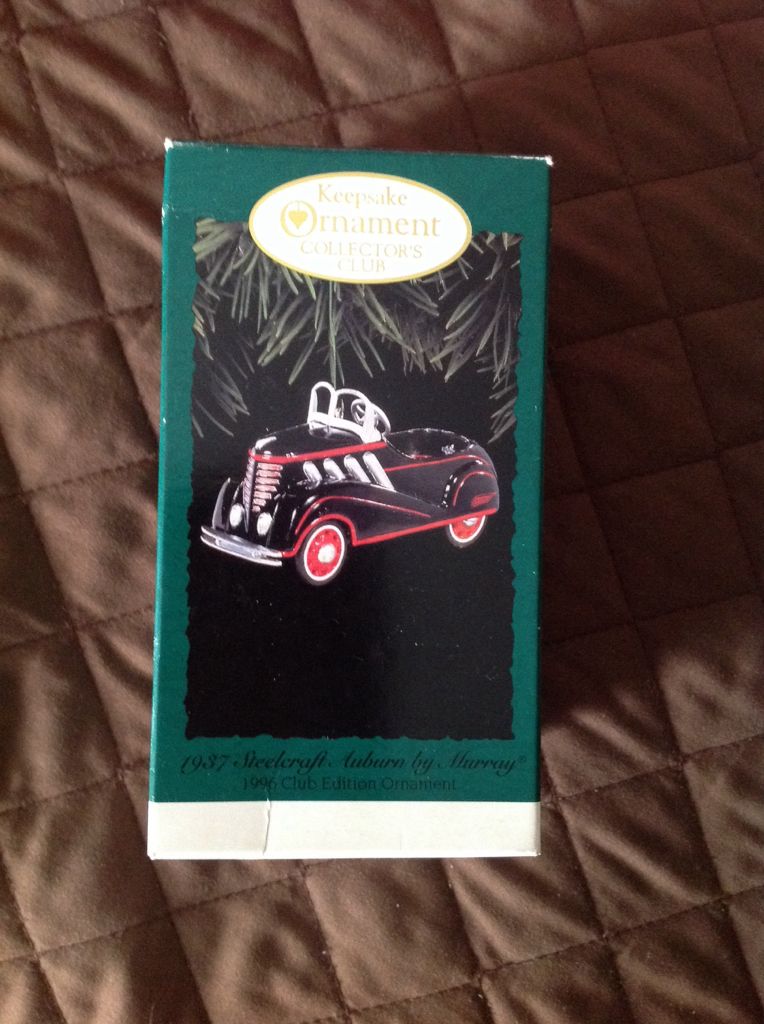 Keepsake
Ornament
COLLECTOR'S
CLUB
1937 Steelcraft Auburn by Murray®
1996 Club Edition Ornament